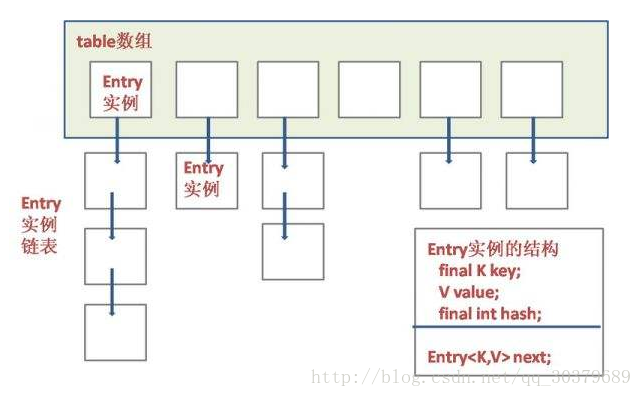 table数组
Entry
实例
Entry
实例
Entry
实例
链表
Entry实例的结构
final K key;
V value;
final int hash;
Entry<K,V> next;
http://blog.csdn.net/qq_30379689